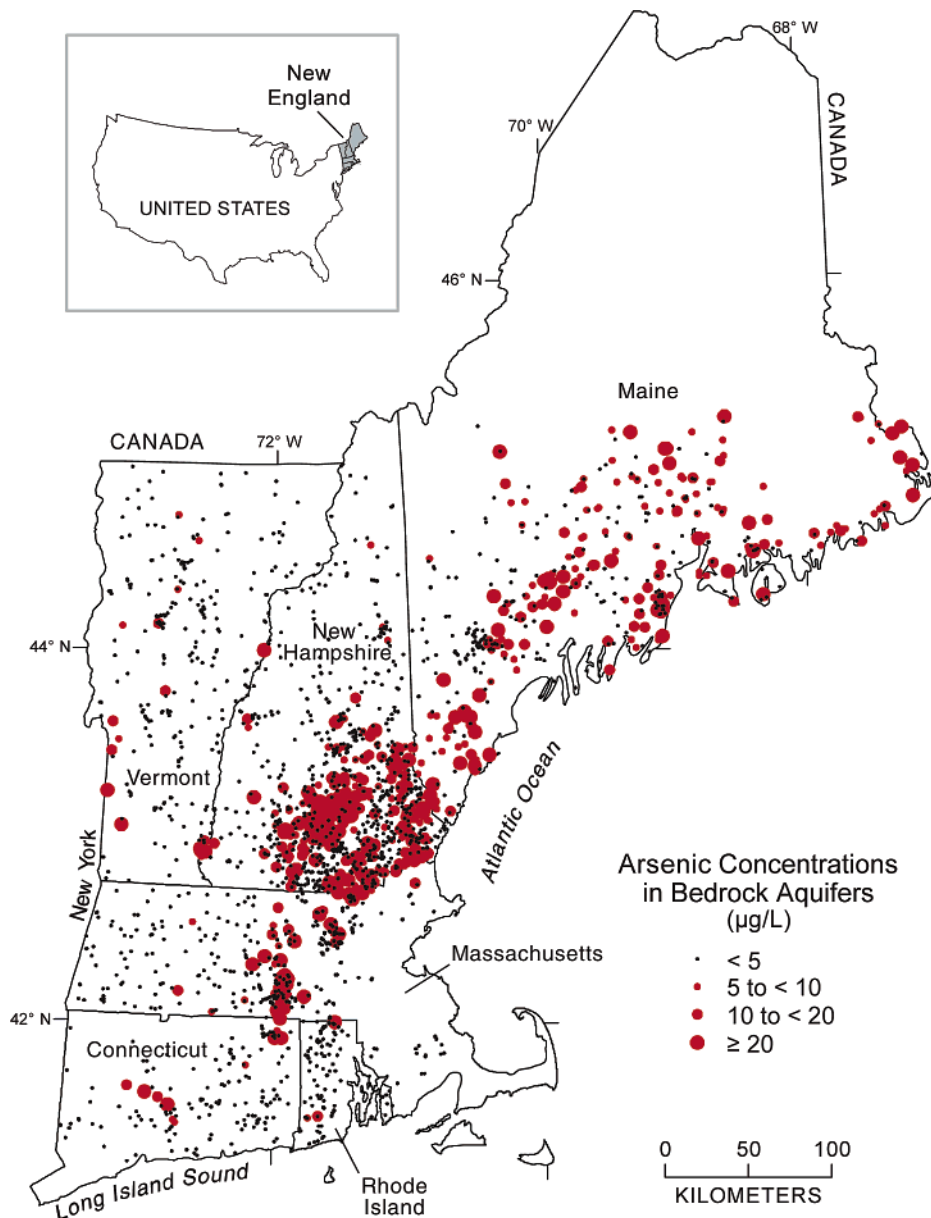 New
England
UNITED STATES
68° W
CANADA
70° W
46° N
Maine
CANADA
72° W
44° N
New
Hampshire
Vermont
New York
Atlantic Ocean
Arsenic Concentrations
in Bedrock Aquifers
(µg/L)
< 5
5 to < 10
10 to < 20
≥ 20
Massachusetts
42° N
Connecticut
Long Island Sound
Rhode
Island
0 50 100
KILOMETERS